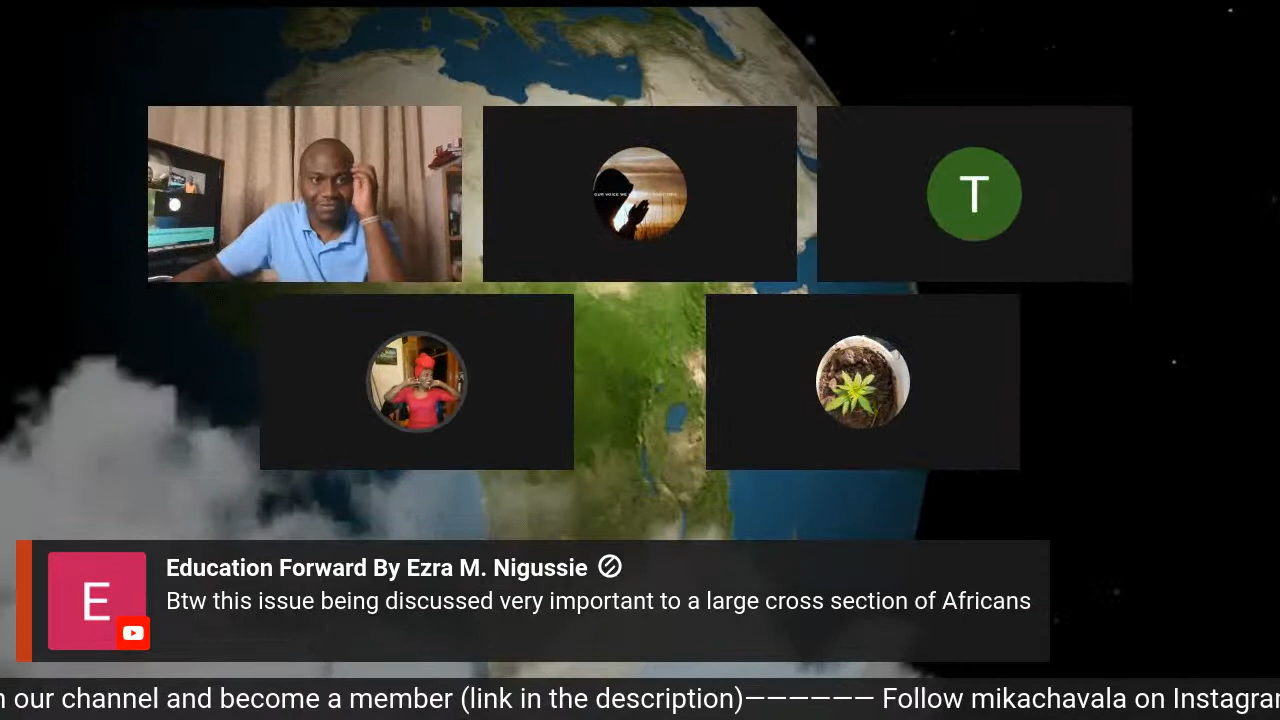 T
E
Education Forward By Ezra M. Nigussie
Btw this issue being discussed very important to a large cross section of Africans
our channel and become a member (link in the description)—————— Follow mikachavala on